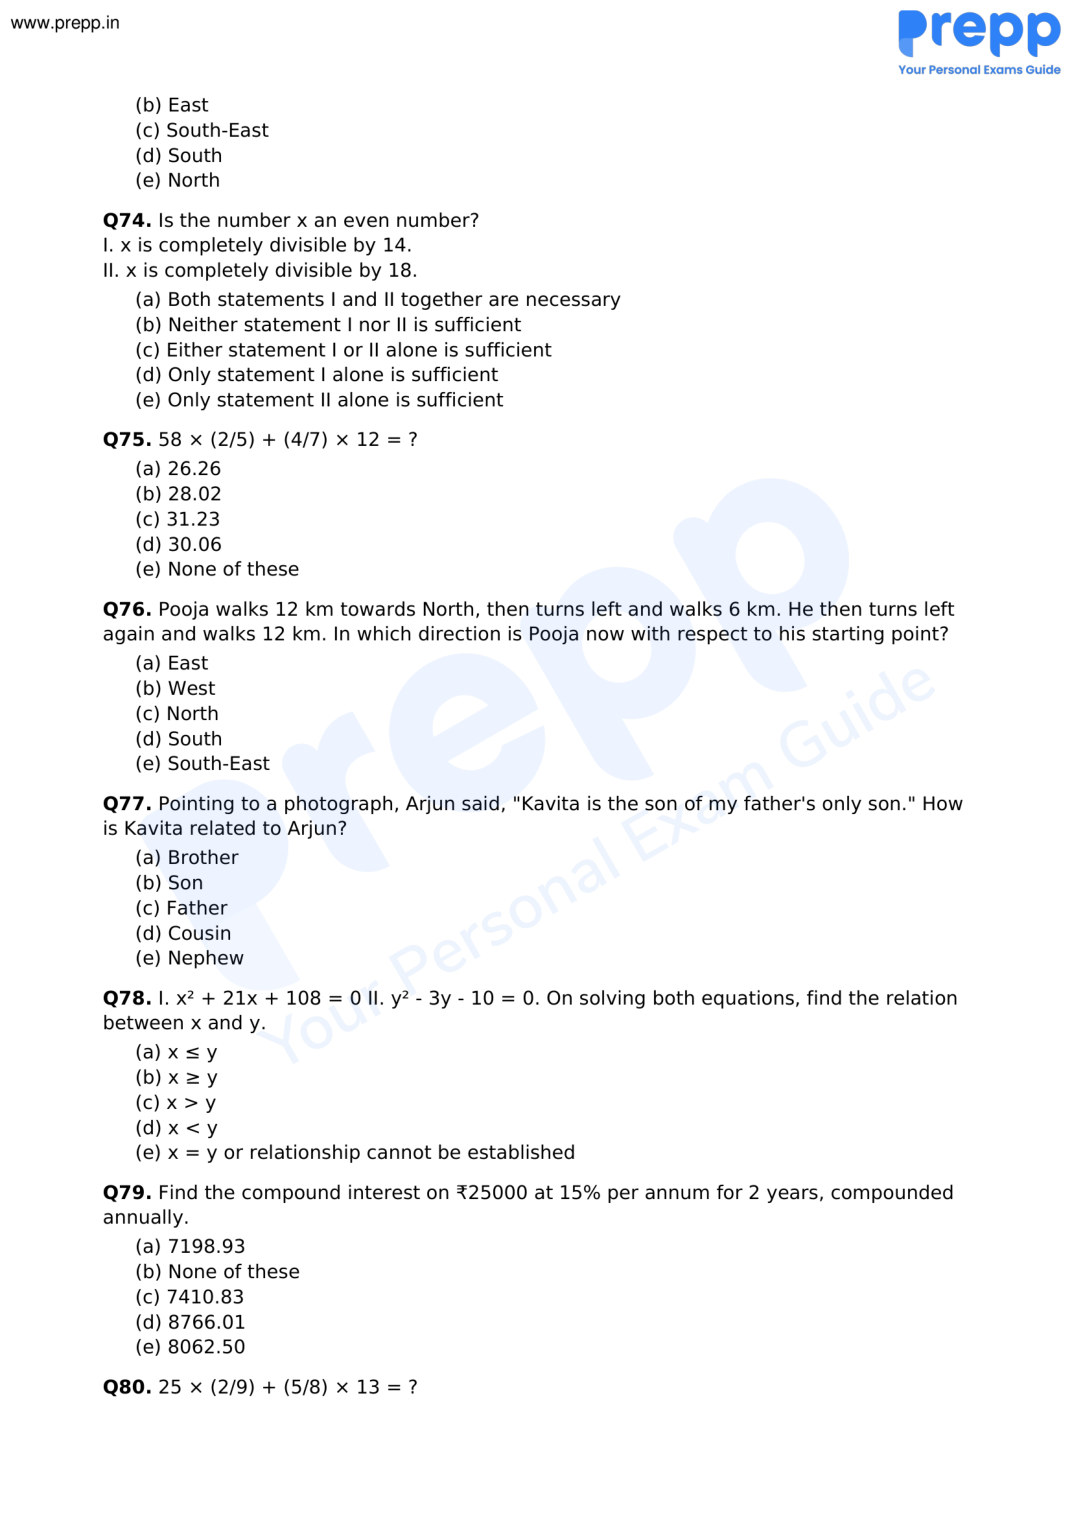 www.prepp.in
Prepp
Your Personal Exams Guide
(b) East
(c) South-East
(d) South
(e) North
Q74. Is the number x an even number?
I. x is completely divisible by 14.
II. x is completely divisible by 18.
(a) Both statements I and II together are necessary
(b) Neither statement I nor II is sufficient
(c) Either statement I or II alone is sufficient
(d) Only statement I alone is sufficient
(e) Only statement II alone is sufficient
Q75. 58 × (2/5) + (4/7) × 12 = ?
(a) 26.26
(b) 28.02
(c) 31.23
(d) 30.06
(e) None of these
Q76. Pooja walks 12 km towards North, then turns left and walks 6 km. He then turns left
again and walks 12 km. In which direction is Pooja now with respect to his starting point?
(a) East
(b) West
(c) North
(d) South
(e) South-East
Q77. Pointing to a photograph, Arjun said, "Kavita is the son of my father's only son." How
is Kavita related to Arjun?
(a) Brother
(b) Son
(c) Father
(d) Cousin
(e) Nephew
Q78. I. x² + 21x + 108 = 0 II. y² - 3y - 10 = 0. On solving both equations, find the relation
between x and y.
(a) x ≤ y
(b) x ≥ y
(c) x > y
(d) x < y
(e) x = y or relationship cannot be established
Q79. Find the compound interest on ₹25000 at 15% per annum for 2 years, compounded
annually.
(a) 7198.93
(b) None of these
(c) 7410.83
(d) 8766.01
(e) 8062.50
Q80. 25 × (2/9) + (5/8) × 13 = ?
Prepp
Your Personal Exam Guide